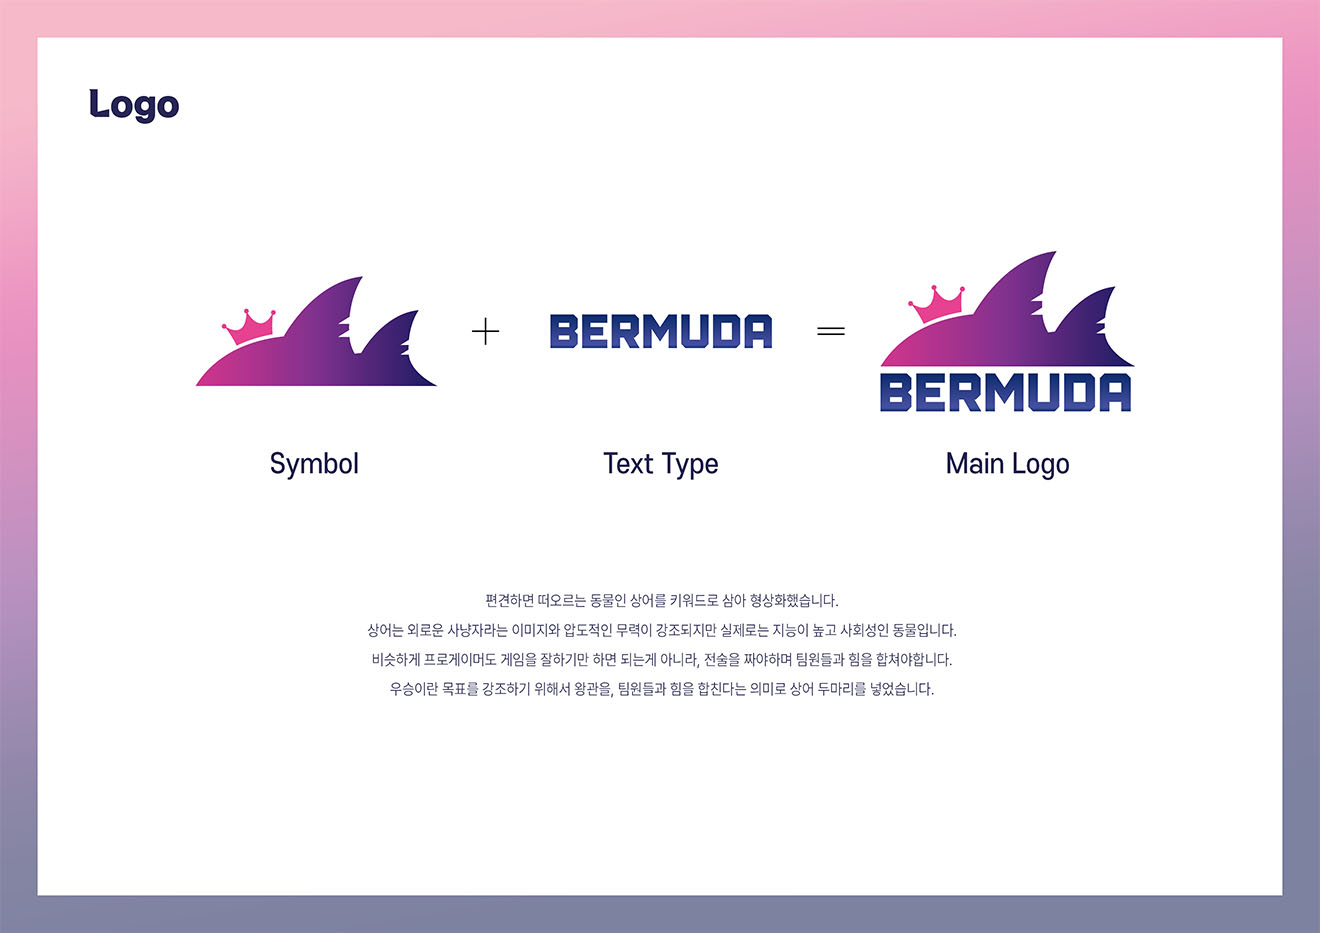 Logo
BERMUDA
BERMUDA
Symbol
Text Type
Main Logo
편견하면 떠오르는 동물인 상어를 키워드로 삼아 형상화했습니다.
상어는 외로운 사냥자라는 이미지와 압도적인 무력이 강조되지만 실제로는 지능이 높고 사회성인 동물입니다.
비슷하게 프로게이머도 게임을 잘하기만 하면 되는게 아니라, 전술을 짜야하며 팀원들과 힘을 합쳐야합니다.
우승이란 목표를 강조하기 위해서 왕관을, 팀원들과 힘을 합친다는 의미로 상어 두마리를 넣었습니다.